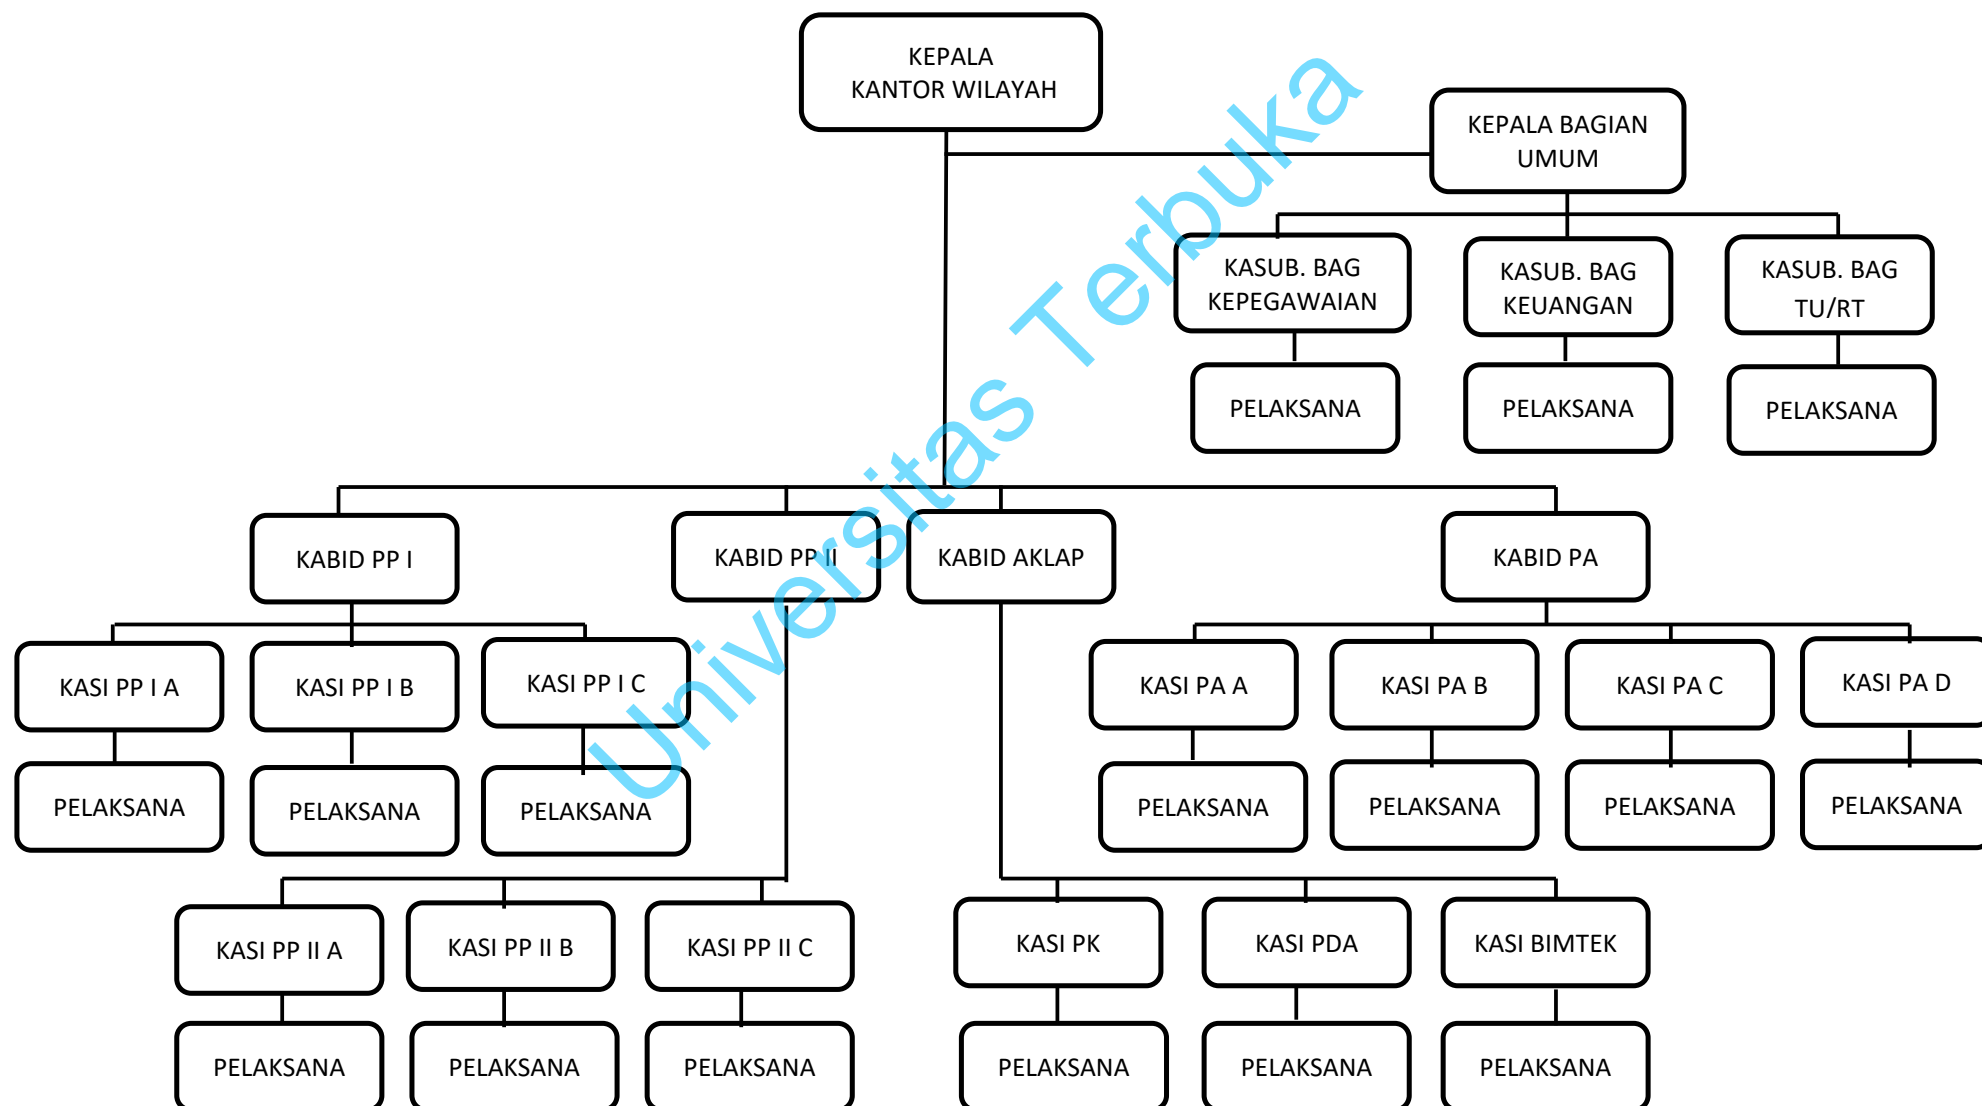 KEPALA
KANTOR WILAYAH
KEPALA BAGIAN
UMUM
KASUB. BAG
KEPEGAWAIAN
KASUB. BAG
KEUANGAN
KASUB. BAG
TU/RT
PELAKSANA
PELAKSANA
PELAKSANA
KABID PP I
KABID PP II
KABID AKLAP
KABID PA
KASI PP I A
KASI PP I B
KASI PP I C
KASI PA A
KASI PA B
KASI PA C
KASI PA D
PELAKSANA
PELAKSANA
PELAKSANA
PELAKSANA
PELAKSANA
PELAKSANA
PELAKSANA
KASI PP II A
KASI PP II B
KASI PP II C
KASI PK
KASI PDA
KASI BIMTEK
PELAKSANA
PELAKSANA
PELAKSANA
PELAKSANA
PELAKSANA
PELAKSANA
Universitas Terbuka